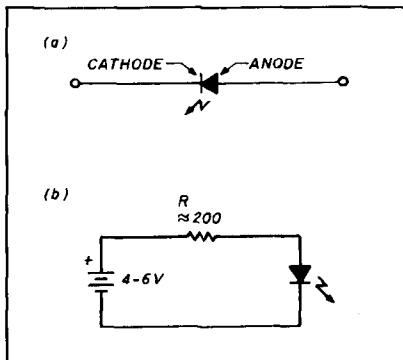 (a)
CATHODE ANODE
(b)
R
≈200
+
4-6V